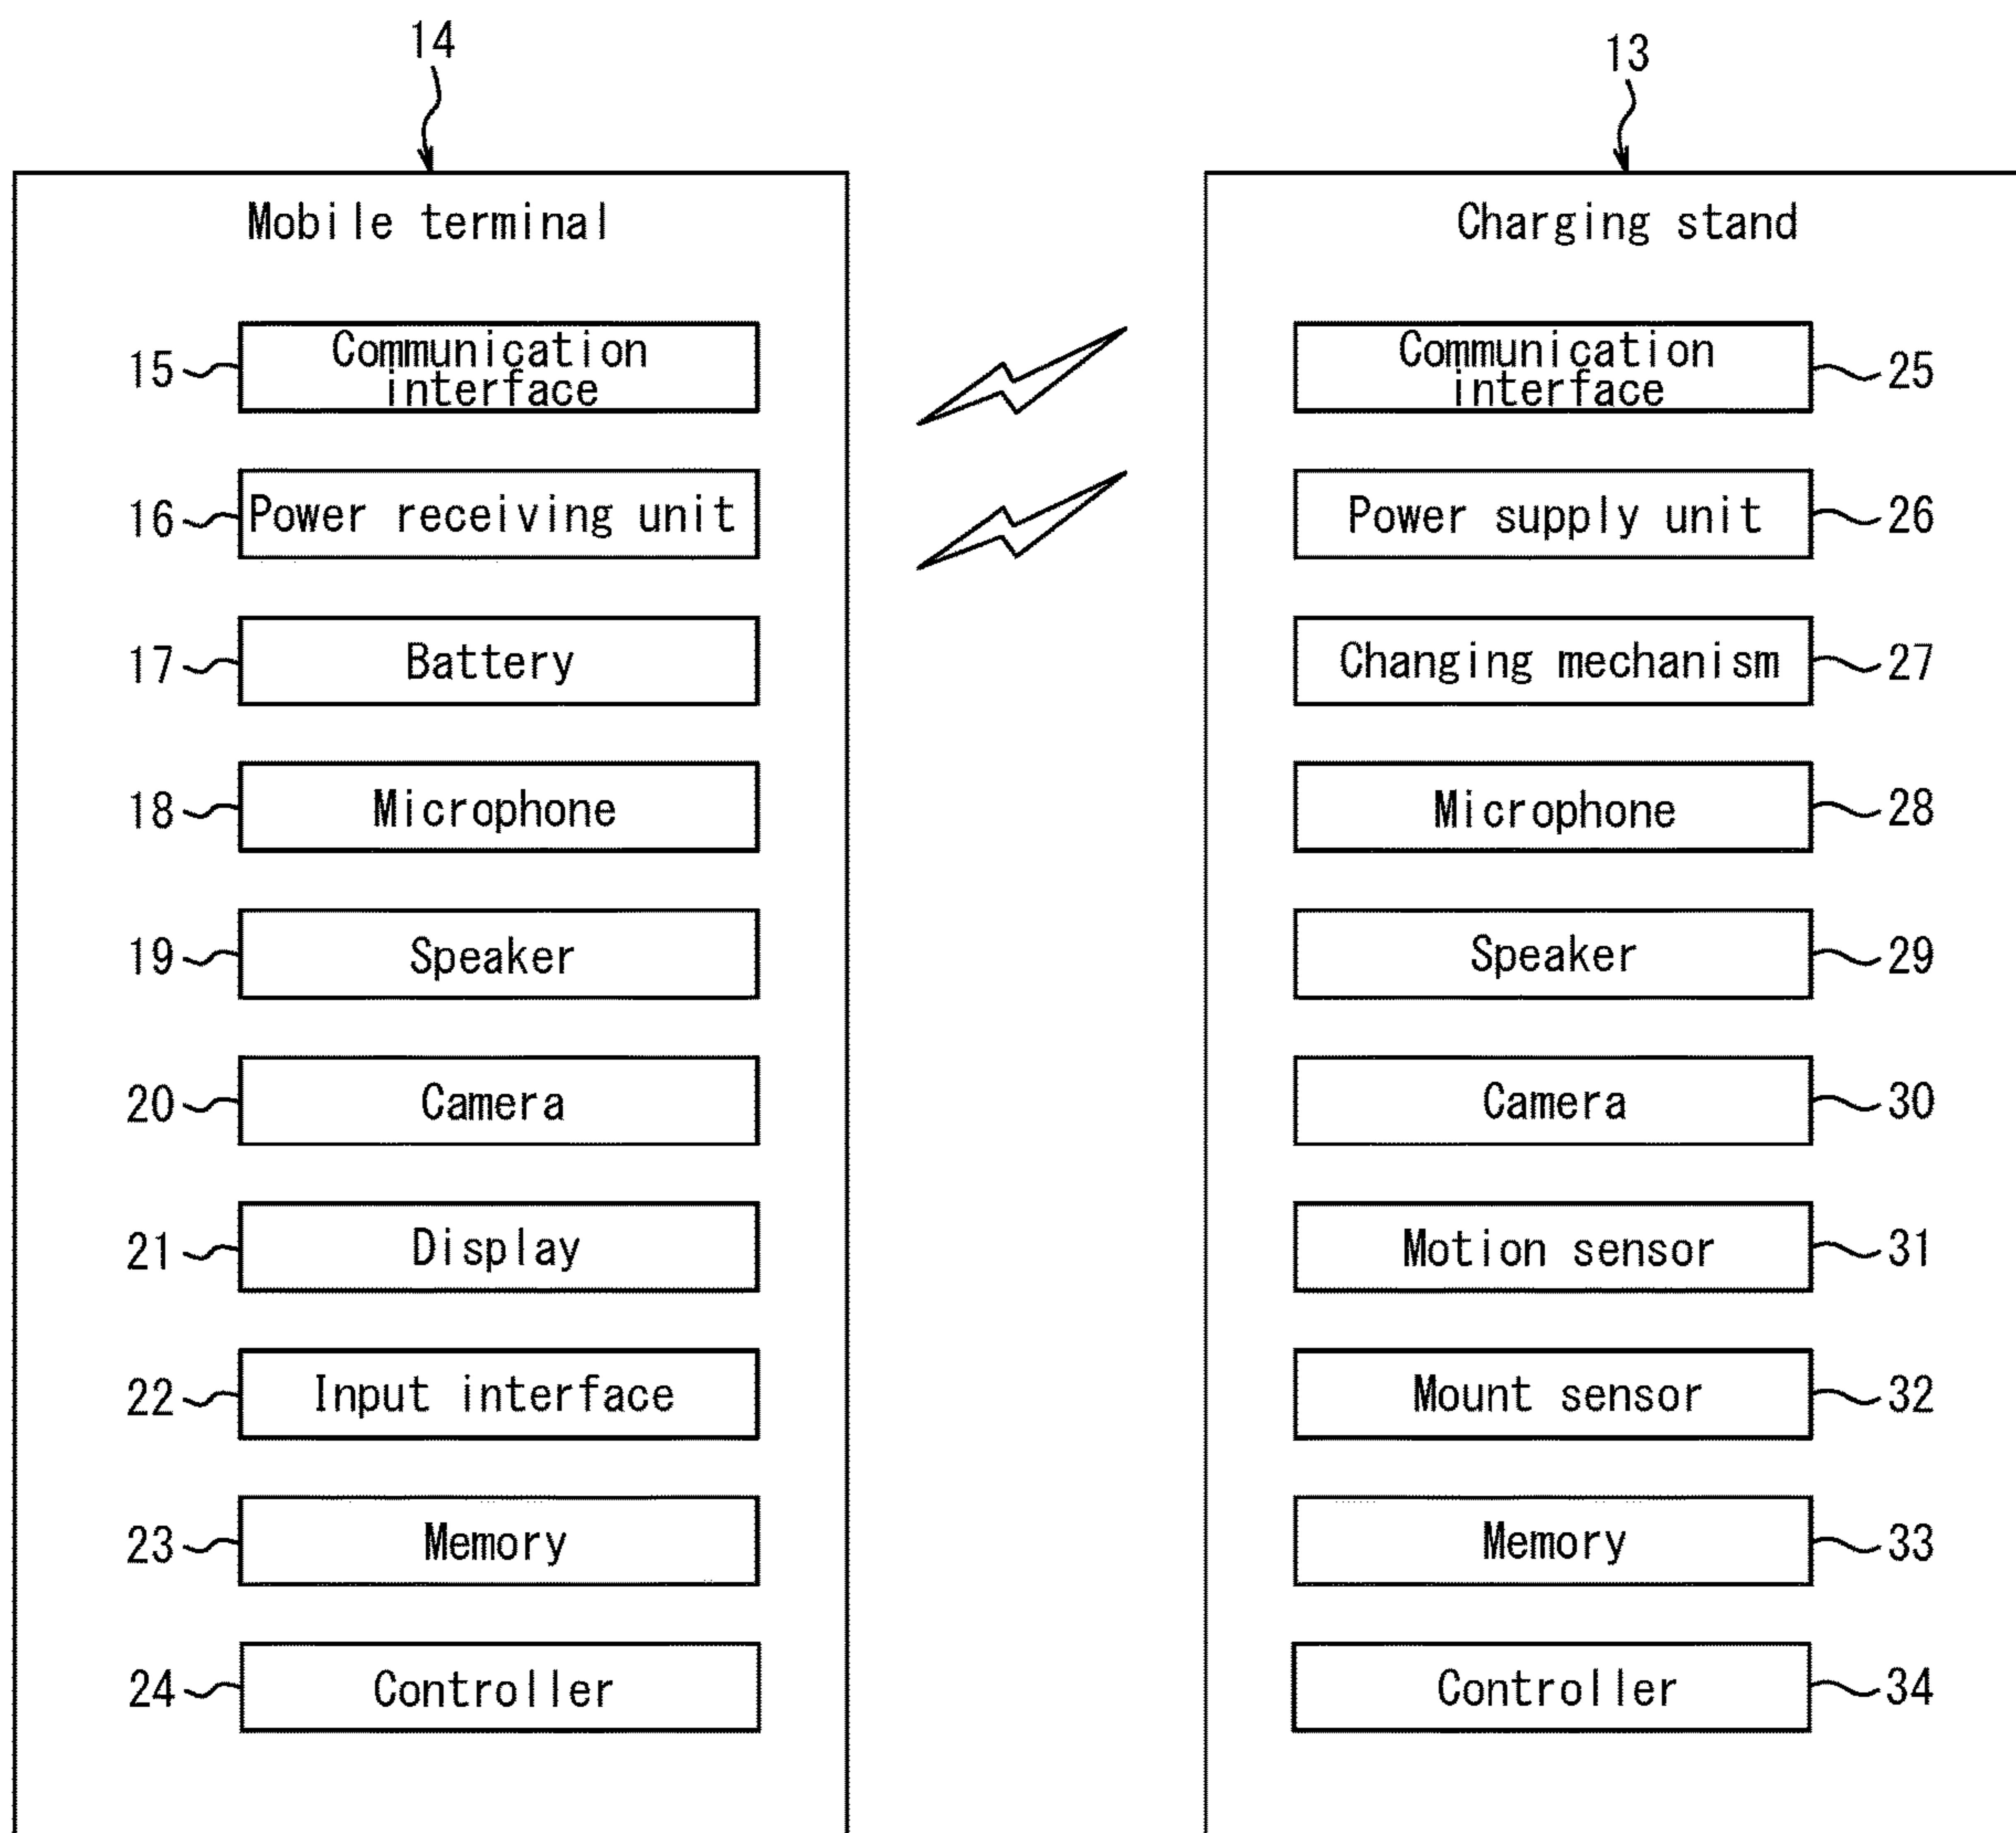 14
13
Mobile terminal
Charging stand
15
Communication
interface
Communication
interface
25
16
Power receiving unit
Power supply unit
26
17
Battery
Changing mechanism
27
18
Microphone
Microphone
28
19
Speaker
Speaker
29
20
Camera
Camera
30
21
Display
Motion sensor
31
22
Input interface
Mount sensor
32
23
Memory
Memory
33
24
Controller
Controller
34